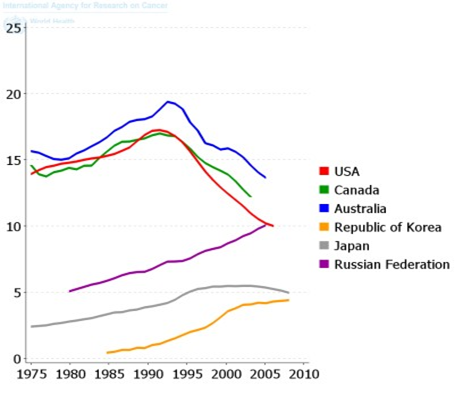 International Agency for Research on Cancer
World Health
25
20
15
10
5
0
1975 1980 1985 1990 1995 2000 2005 2010
USA
Canada
Australia
Republic of Korea
Japan
Russian Federation